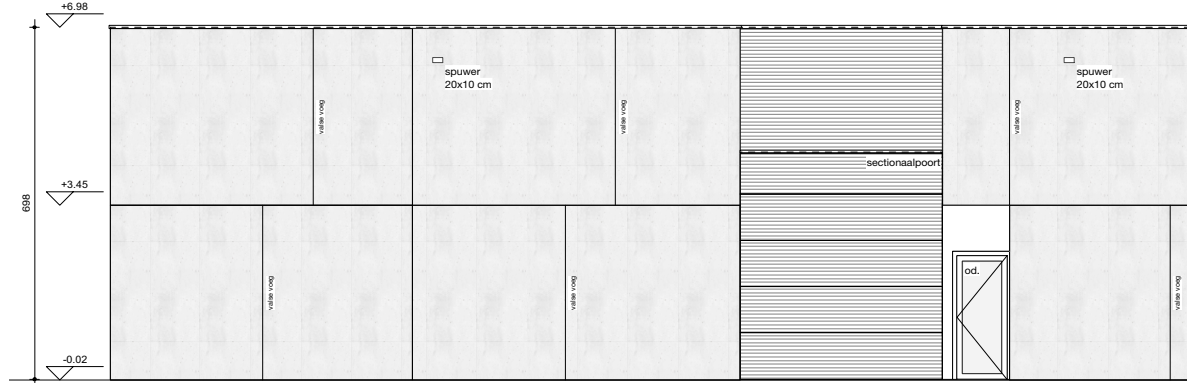 +6.98
spuwer
20x10 cm
spuwer
20x10 cm
valse voeg
valse voeg
valse voeg
sectionaalpoort
+3.45
698
od.
valse voeg
valse voeg
valse voeg
-0.02